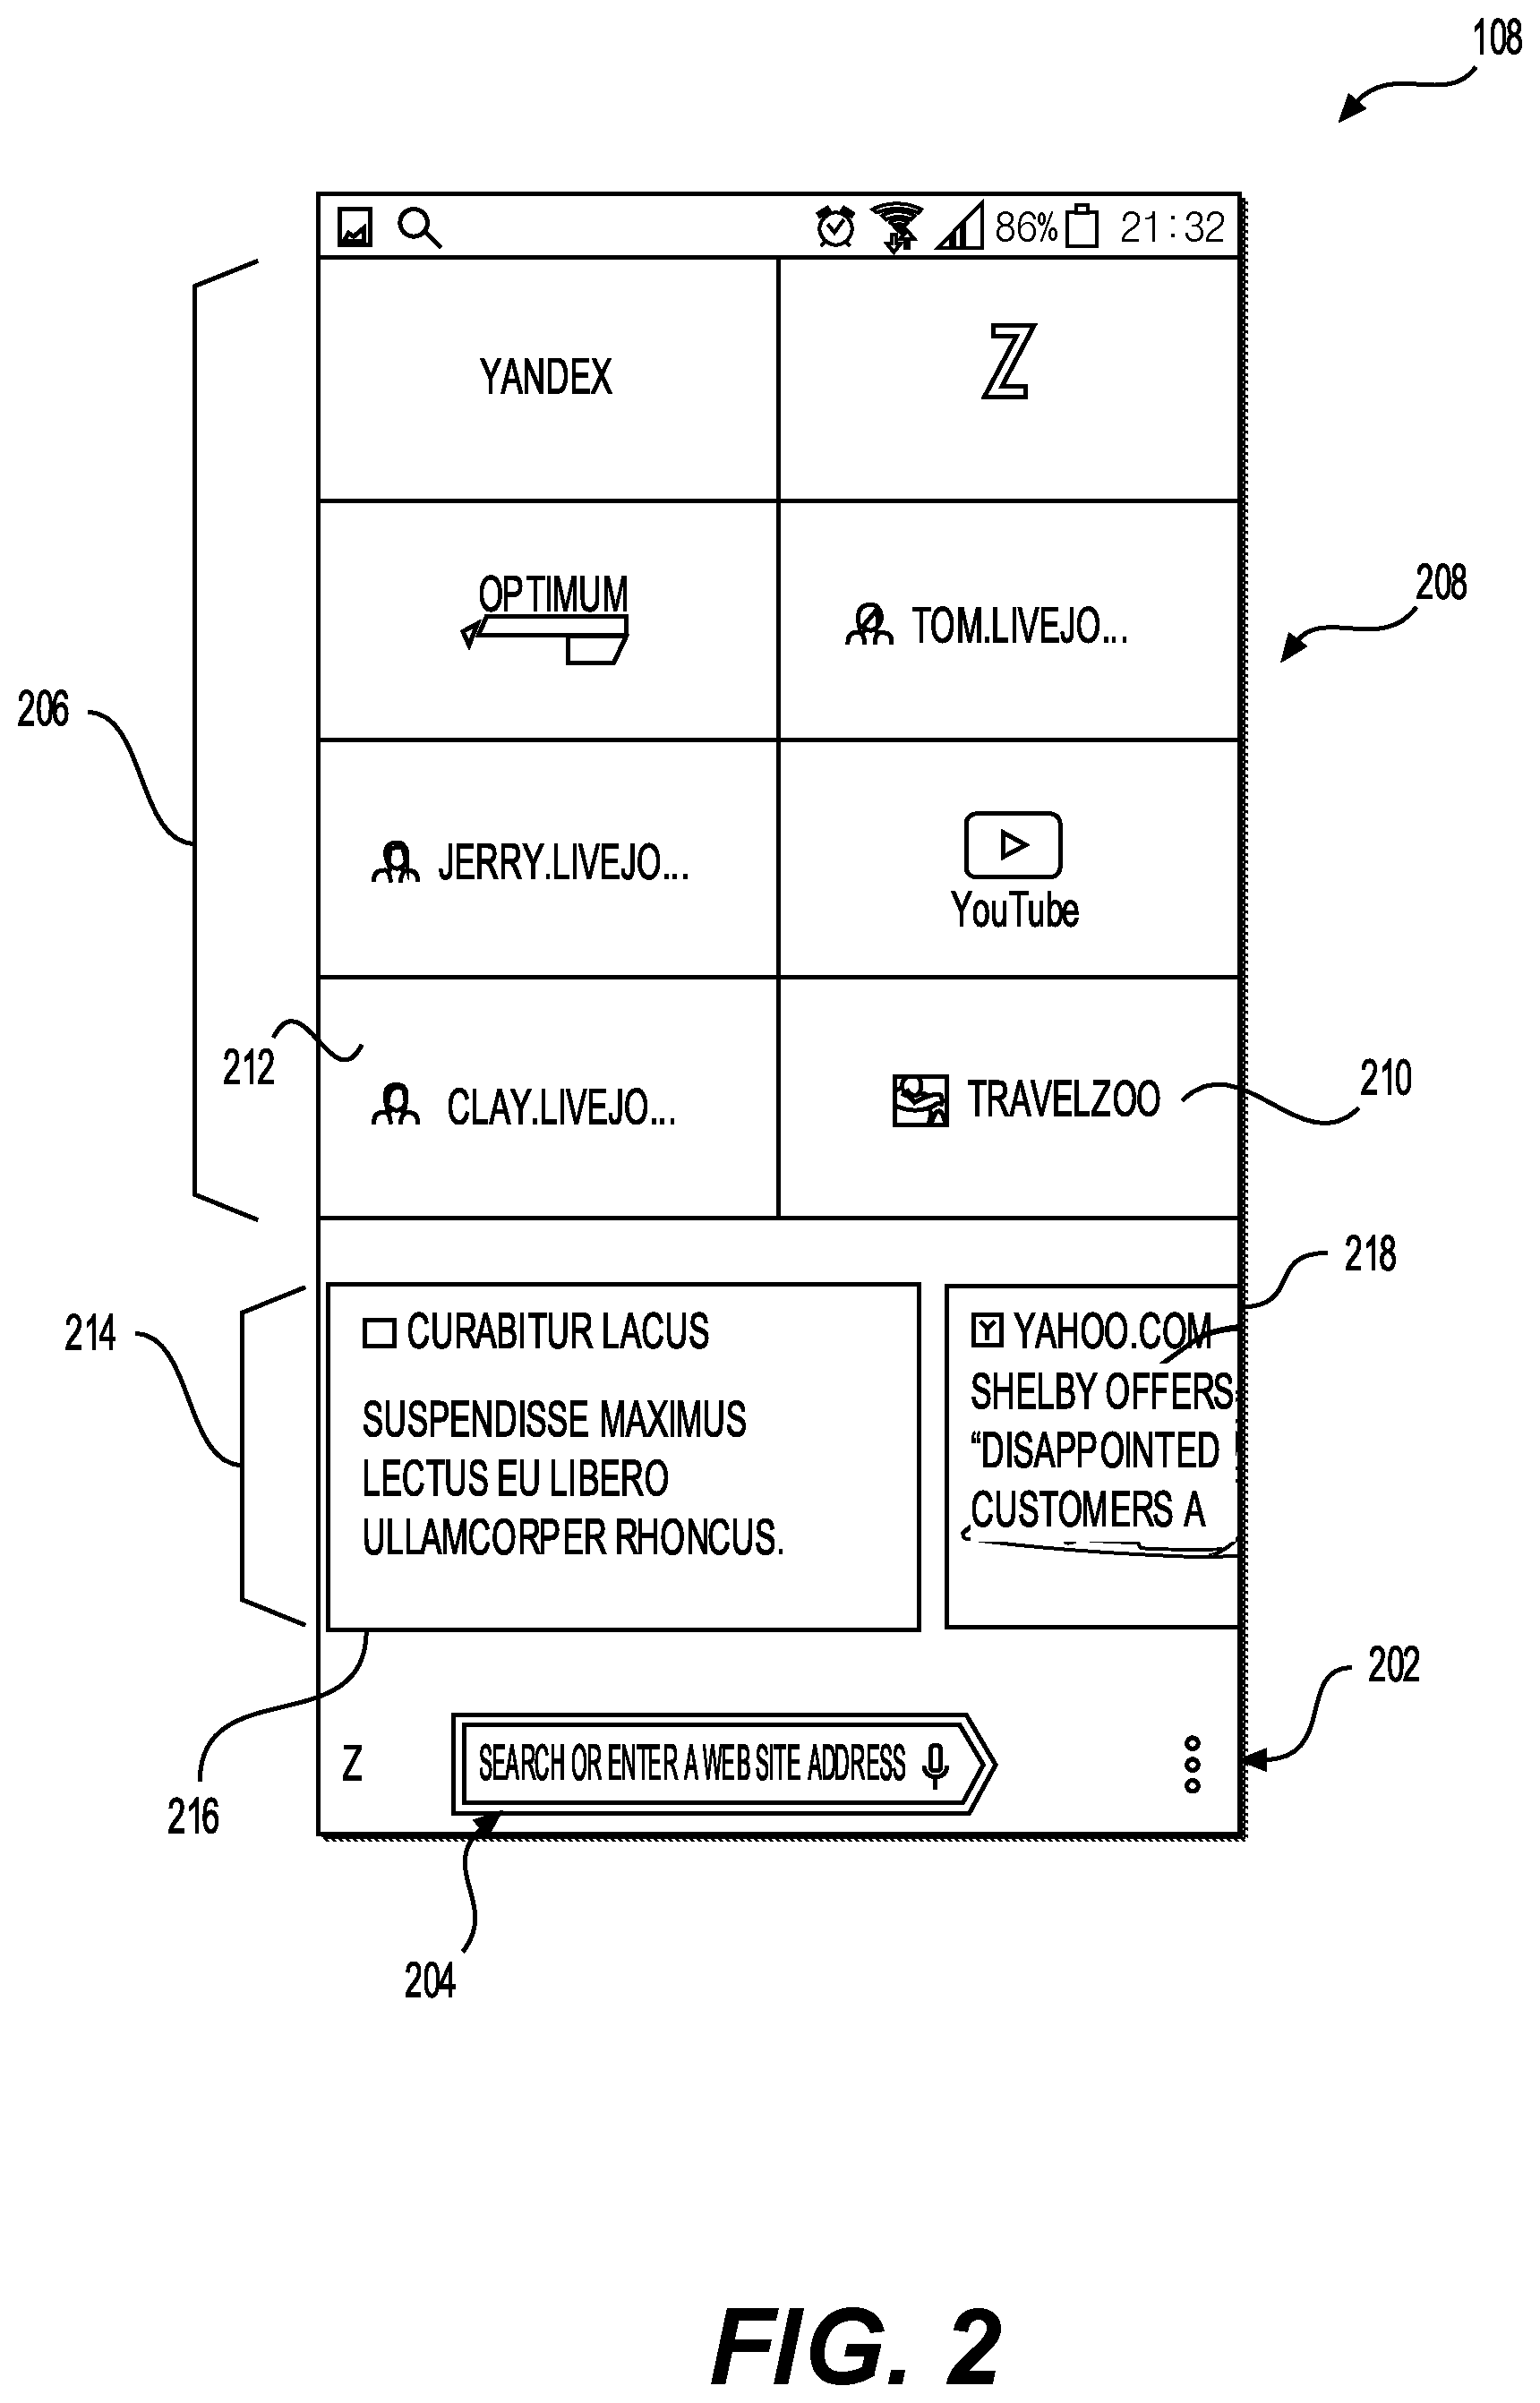 108
86% 21:32
YANDEX
Z
OPTIMUM
TOM.LIVEJO...
208
206
JERRY.LIVEJO...
YouTube
212
CLAY.LIVEJO...
TRAVELZOO
210
218
214
CURABITUR LACUS
SUSPENDISSE MAXIMUS
LECTUS EU LIBERO
ULLAMCORPER RHONCUS.
Y YAHOO.COM
SHELBY OFFERS
“DISAPPOINTED
CUSTOMERS A
202
Z
SEARCH OR ENTER A WEB SITE ADDRESS
216
204
FIG. 2